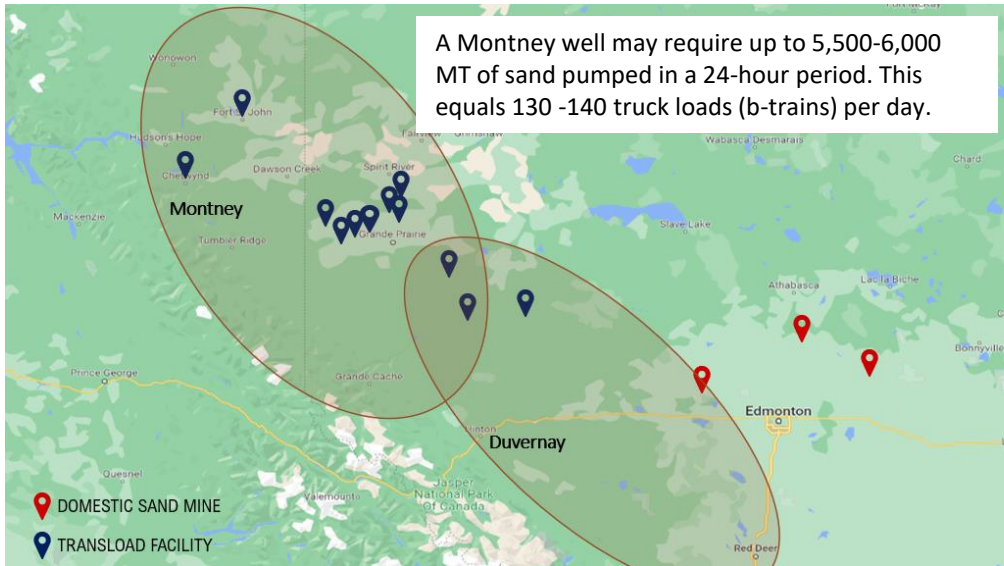 A Montney well may require up to 5,500-6,000
MT of sand pumped in a 24-hour period. This
equals 130 -140 truck loads (b-trains) per day.
Wonowon
Fort St John
Hudson's Hope
Chetwynd
Dawson Creek
Spirit River
Fairview
Grimshaw
Wabasca Desmarais
Chard
Mackenzie
Montney
Tumbler Ridge
Grande Prairie
Slave Lake
Athabasca
Lac la Biche
Bonnyville
Prince George
Grande Cache
Edmonton
Hinton
Duvernay
Quesnel
Jasper
National Park
Of Canada
Valemount
Red Deer
DOMESTIC SAND MINE
TRANSLOAD FACILITY